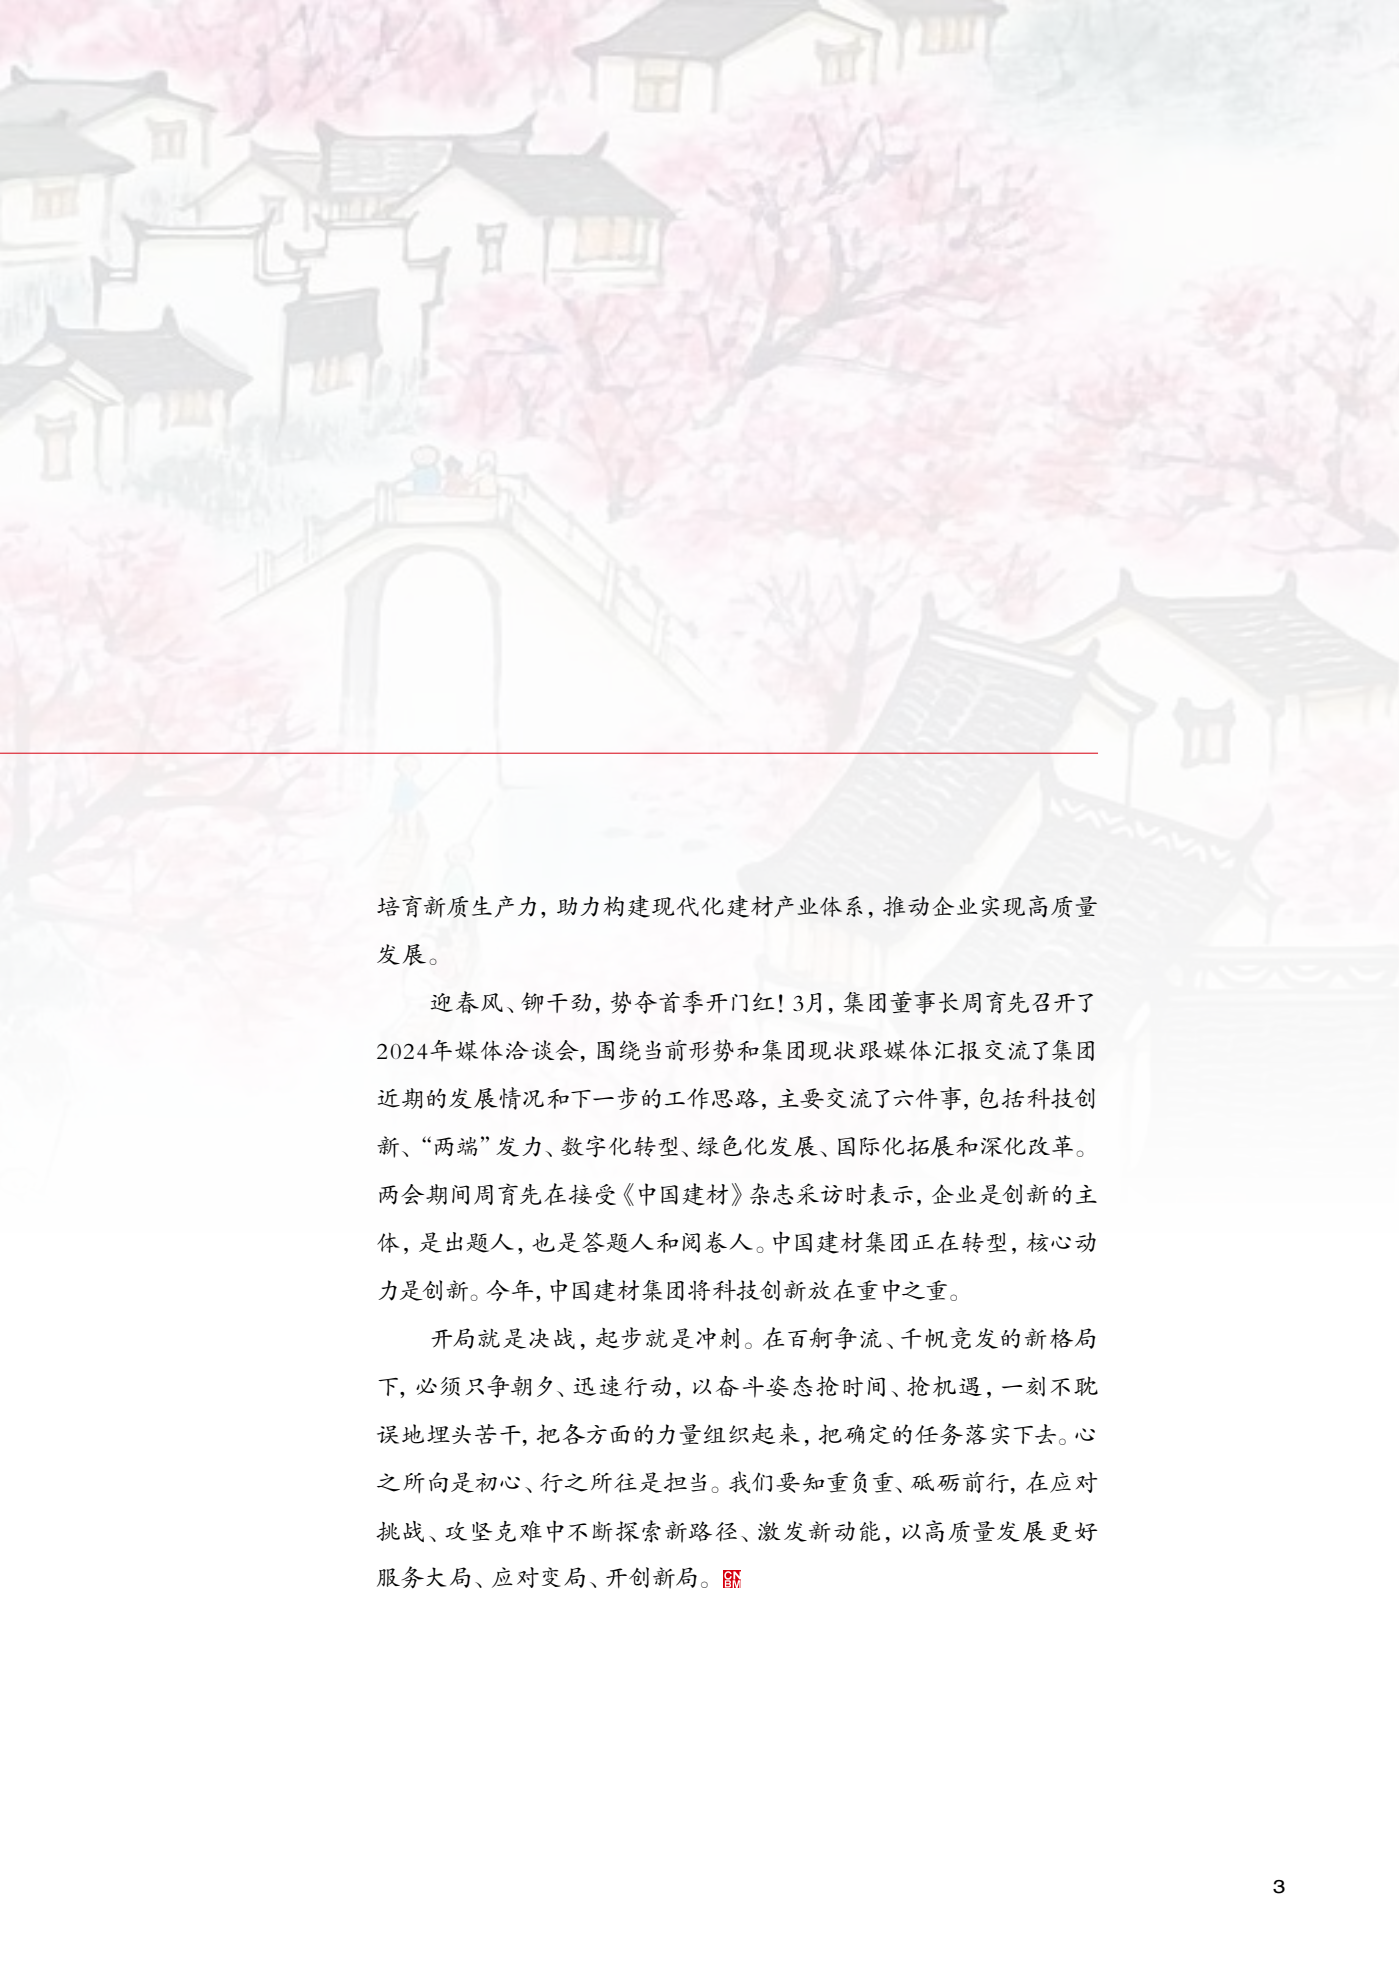 培育新质生产力，助力构建现代化建材产业体系，推动企业实现高质量
发展。
迎春风、铆干劲，势夺首季开门红！3月，集团董事长周育先召开了
2024年媒体洽谈会，围绕当前形势和集团现状跟媒体汇报交流了集团
近期的发展情况和下一步的工作思路，主要交流了六件事，包括科技创
新、“两端”发力、数字化转型、绿色化发展、国际化拓展和深化改革。
两会期间周育先在接受《中国建材》杂志采访时表示，企业是创新的主
体，是出题人，也是答题人和阅卷人。中国建材集团正在转型，核心动
力是创新。今年，中国建材集团将科技创新放在重中之重。
开局就是决战，起步就是冲刺。在百舸争流、千帆竞发的新格局
下，必须只争朝夕、迅速行动，以奋斗姿态抢时间、抢机遇，一刻不耽
误地埋头苦干，把各方面的力量组织起来，把确定的任务落实下去。心
之所向是初心、行之所往是担当。我们要知重负重、砥砺前行，在应对
挑战、攻坚克难中不断探索新路径、激发新动能，以高质量发展更好
服务大局、应对变局、开创新局。CNBM
3